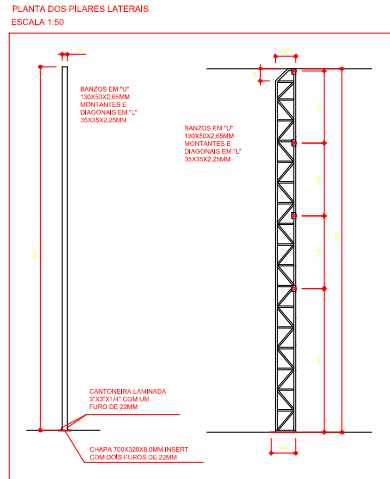 PLANTA DOS PILARES LATERAIS
ESCALA 1:50
BANZOS EM "U"
130X50X2,65MM
MONTANTES E
DIAGONAIS EM "L"
35X35X2,25MM
BANZOS EM "U"
130X50X2,65MM
MONTANTES E
DIAGONAIS EM "L"
35X35X2,25MM
CANTONEIRA LAMINADA
3"X3"X1/4" COM UM
FURO DE 22MM
CHAPA 700X320X8,0MM INSERT
COM DOIS FUROS DE 22MM